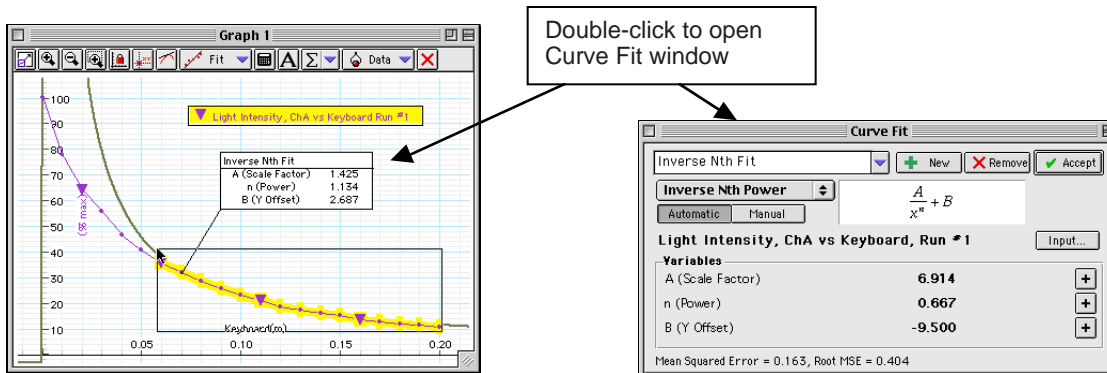 Double-click to open
Curve Fit window
Graph 1
Fit
A
Σ
Data
Light Intensity, ChA vs Keyboard Run #1
100
90
80
70
60
50
40
30
20
10
(% max)
Inverse Nth Fit
A (Scale Factor) 1.425
n (Power) 1.134
B (Y Offset) 2.687
Keyboard(m)
0.05 0.10 0.15 0.20
Curve Fit
Inverse Nth Fit
New Remove Accept
Inverse Nth Power
A/x^n + B
Automatic Manual
Light Intensity, ChA vs Keyboard, Run #1 Input...
Variables
A (Scale Factor) 6.914 +
n (Power) 0.667 +
B (Y Offset) -9.500 +
Mean Squared Error = 0.163, Root MSE = 0.404